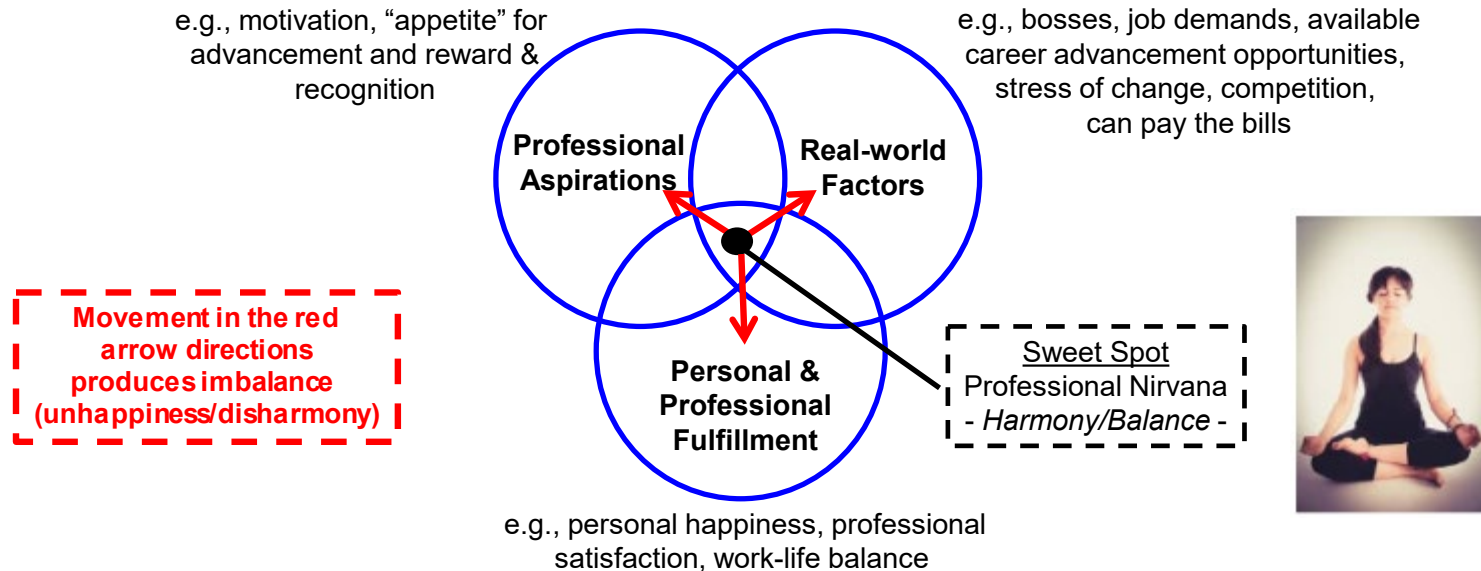 e.g., motivation, “appetite” for
advancement and reward &
recognition
e.g., bosses, job demands, available
career advancement opportunities,
stress of change, competition,
can pay the bills
Professional
Aspirations
Real-world
Factors
Movement in the red
arrow directions
produces imbalance
(unhappiness/disharmony)
Personal &
Professional
Fulfillment
Sweet Spot
Professional Nirvana
- Harmony/Balance -
e.g., personal happiness, professional
satisfaction, work-life balance